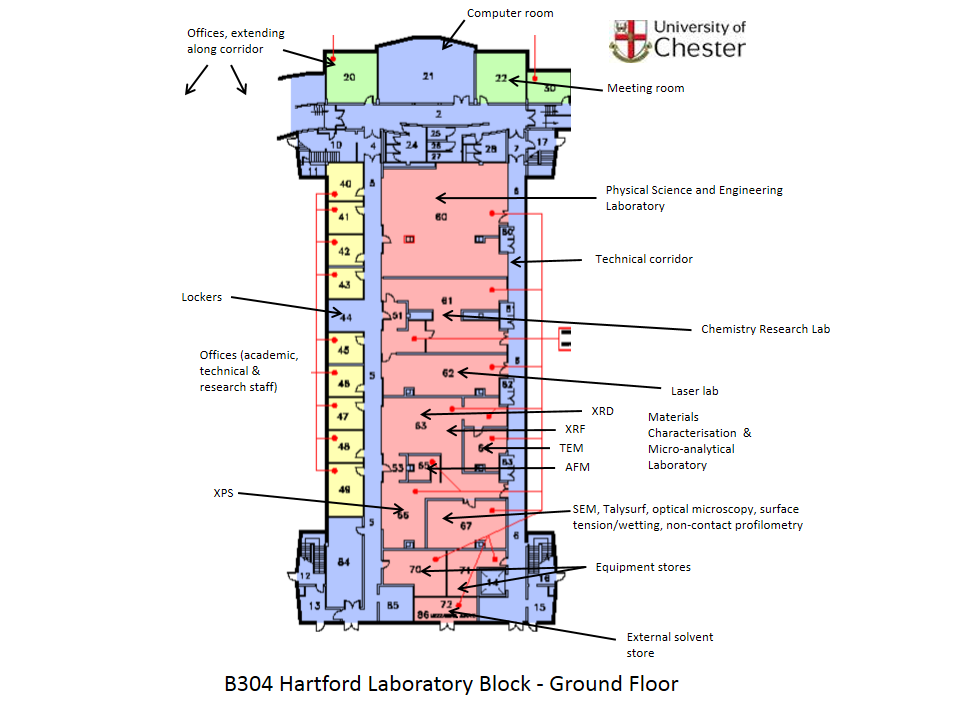 Computer room
Offices, extending
along corridor
University of
Chester
20
21
22
30
Meeting room
2
10
4
24
25
26
27
28
7
17
11
40
5
6
Physical Science and Engineering
Laboratory
60
41
50
42
Technical corridor
43
Lockers
44
61
51
Chemistry Research Lab
Offices (academic,
technical &
research staff)
45
62
5
46
52
Laser lab
47
63
XRD
Materials
XRF
Characterisation &
48
TEM
Micro-analytical
53
AFM
Laboratory
49
XPS
67
5
SEM, Talysurf, optical microscopy, surface
tension/wetting, non-contact profilometry
6
84
70
71
Equipment stores
12
14
16
13
85
72
86
15
External solvent
store
B304 Hartford Laboratory Block - Ground Floor